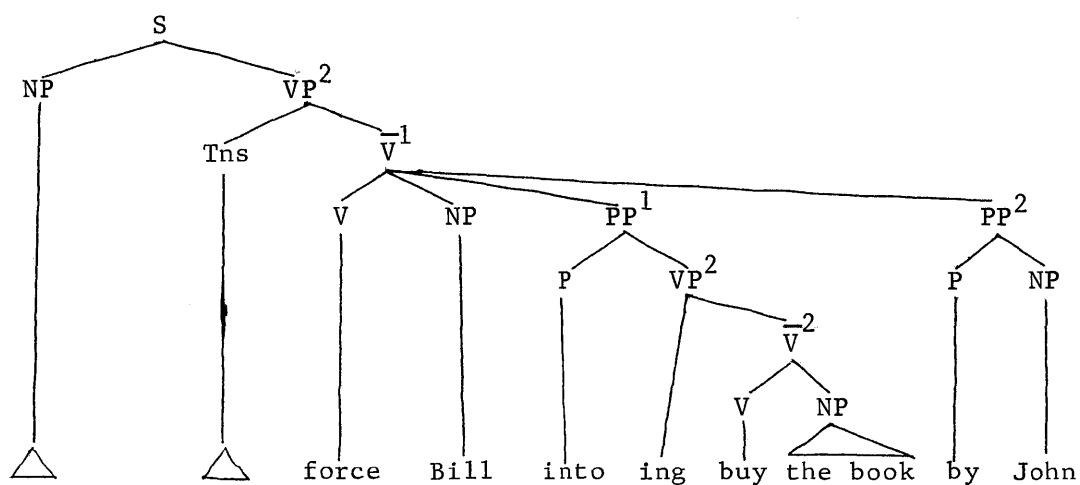 S
NP VP²
Tns V̅¹
V NP PP¹ PP²
P VP² P NP
V̅²
V NP
force Bill into ing buy the book by John